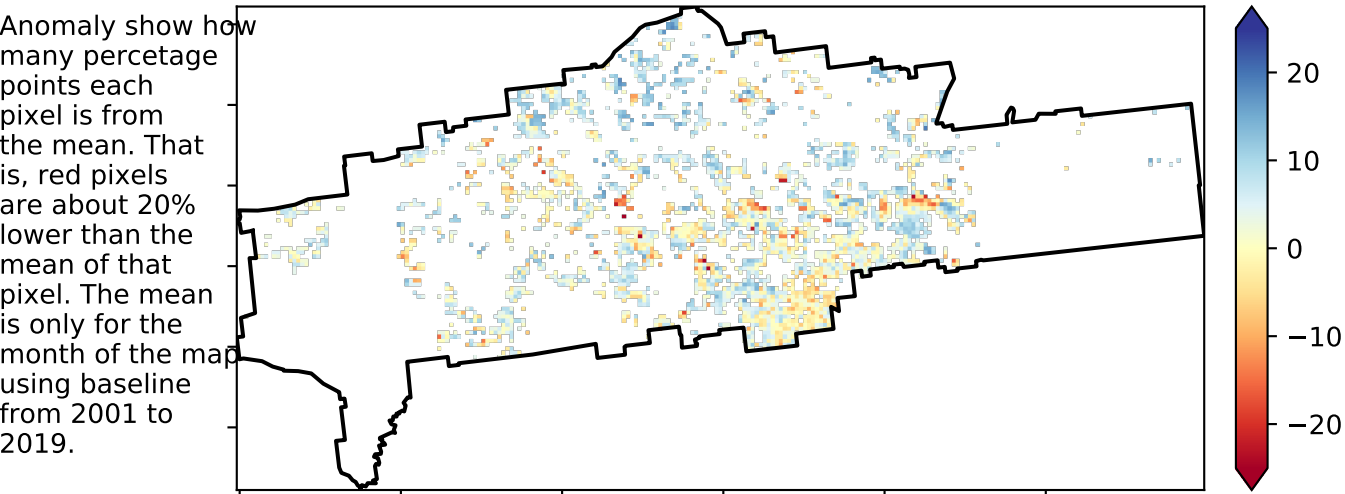 Anomaly show how
many percetage
points each
pixel is from
the mean. That
is, red pixels
are about 20%
lower than the
mean of that
pixel. The mean
is only for the
month of the map
using baseline
from 2001 to
2019.
20
10
0
−10
−20